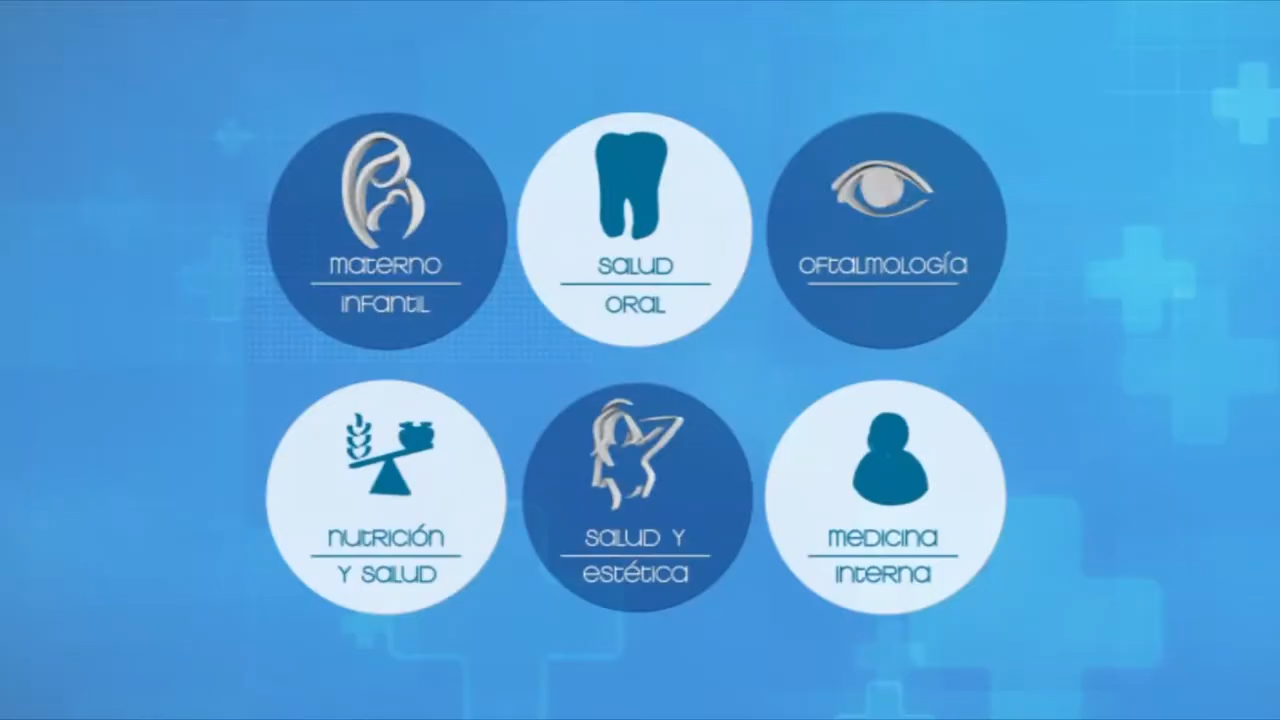 Materno
Infantil
Salud
Oral
Oftalmología
Nutrición
y Salud
Salud y
Estética
Medicina
Interna